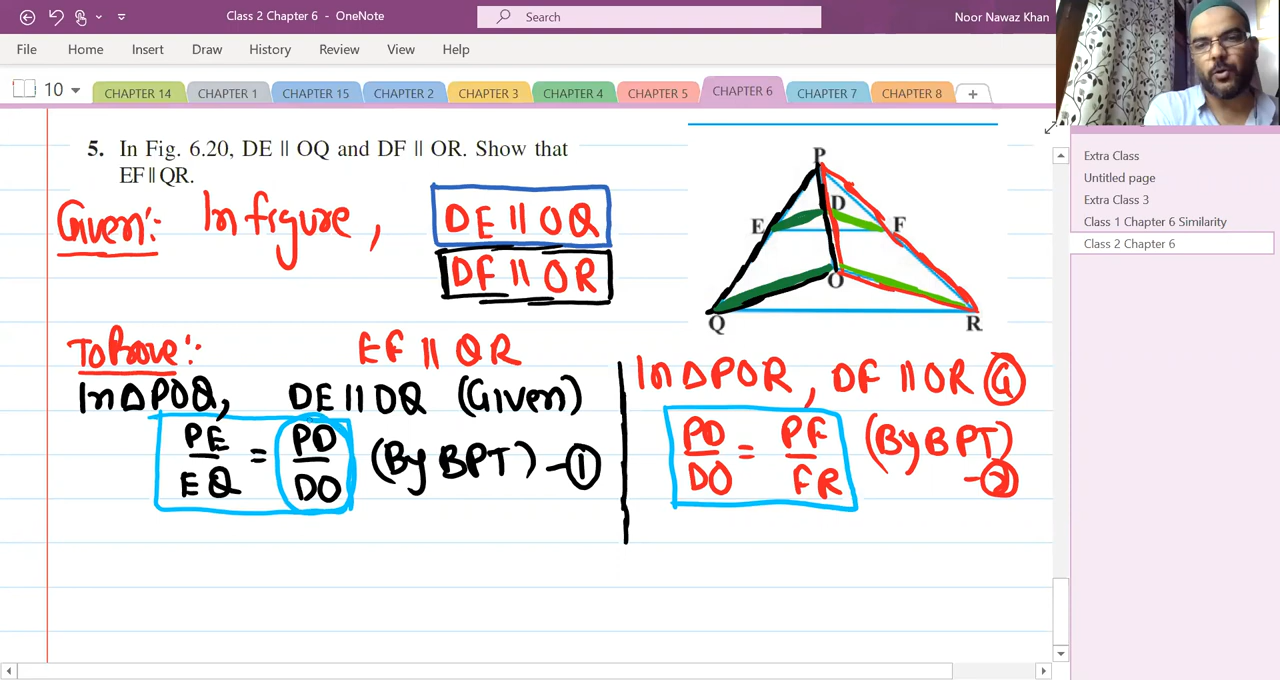 Class 2 Chapter 6 - OneNote
Search
Noor Nawaz Khan
File Home Insert Draw History Review View Help
10
CHAPTER 14 CHAPTER 1 CHAPTER 15 CHAPTER 2 CHAPTER 3 CHAPTER 4 CHAPTER 5 CHAPTER 6 CHAPTER 7 CHAPTER 8 +
Extra Class
Untitled page
Extra Class 3
Class 1 Chapter 6 Similarity
Class 2 Chapter 6
5. In Fig. 6.20, DE || OQ and DF || OR. Show that
EF || QR.
Given: In figure, DE || OQ
DF || OR
P
D
E
F
O
Q
R
To Prove: EF || QR
In △POQ, DE || DQ (Given)
PE/EQ = PD/DO (By BPT) - ①
In △POR, DF || OR Ⓖ
PD/DO = PF/FR (By BPT)
- ②